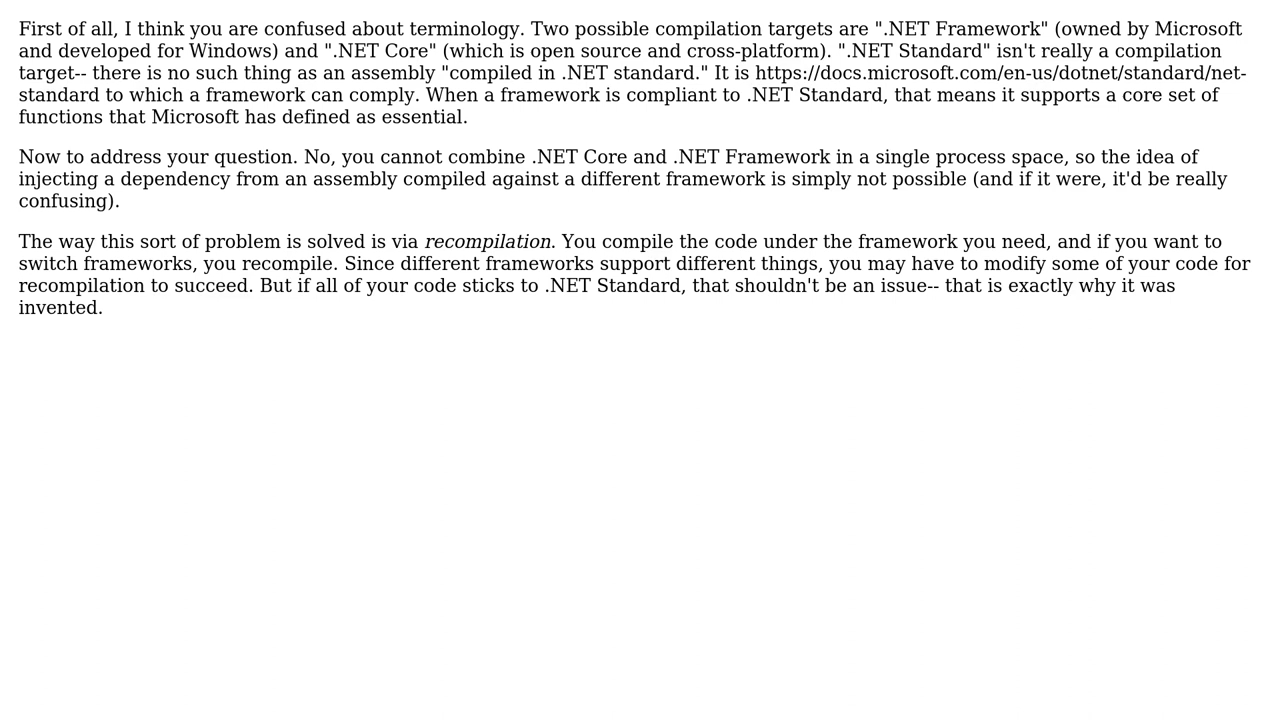 First of all, I think you are confused about terminology. Two possible compilation targets are ".NET Framework" (owned by Microsoft
and developed for Windows) and ".NET Core" (which is open source and cross-platform). ".NET Standard" isn't really a compilation
target-- there is no such thing as an assembly "compiled in .NET standard." It is https://docs.microsoft.com/en-us/dotnet/standard/net-
standard to which a framework can comply. When a framework is compliant to .NET Standard, that means it supports a core set of
functions that Microsoft has defined as essential.
Now to address your question. No, you cannot combine .NET Core and .NET Framework in a single process space, so the idea of
injecting a dependency from an assembly compiled against a different framework is simply not possible (and if it were, it'd be really
confusing).
The way this sort of problem is solved is via recompilation. You compile the code under the framework you need, and if you want to
switch frameworks, you recompile. Since different frameworks support different things, you may have to modify some of your code for
recompilation to succeed. But if all of your code sticks to .NET Standard, that shouldn't be an issue-- that is exactly why it was
invented.